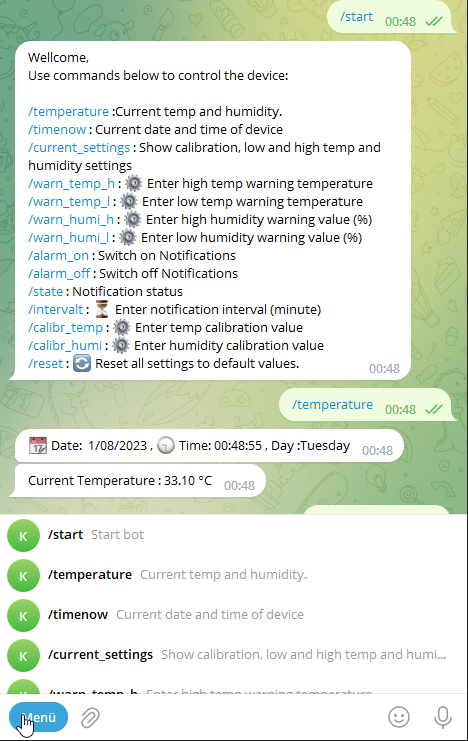 /start 00:48
Wellcome,
Use commands below to control the device:
/temperature :Current temp and humidity.
/timenow : Current date and time of device
/current_settings : Show calibration, low and high temp and
humidity settings
/warn_temp_h : ⚙️ Enter high temp warning temperature
/warn_temp_l : ⚙️ Enter low temp warning temperature
/warn_humi_h : ⚙️ Enter high humidity warning value (%)
/warn_humi_l : ⚙️ Enter low humidity warning value (%)
/alarm_on : Switch on Notifications
/alarm_off : Switch off Notifications
/state : Notification status
/intervalt : ⏳ Enter notification interval (minute)
/calibr_temp : ⚙️ Enter temp calibration value
/calibr_humi : ⚙️ Enter humidity calibration value
/reset : 🔄 Reset all settings to default values. 00:48
/temperature 00:48
📆 Date: 1/08/2023 , 🕢 Time: 00:48:55 , Day :Tuesday 00:48
Current Temperature : 33.10 °C 00:48
K /start Start bot
K /temperature Current temp and humidity.
K /timenow Current date and time of device
K /current_settings Show calibration, low and high temp and humi...
K /warn_temp_h Enter high temp warning temperature
Menü